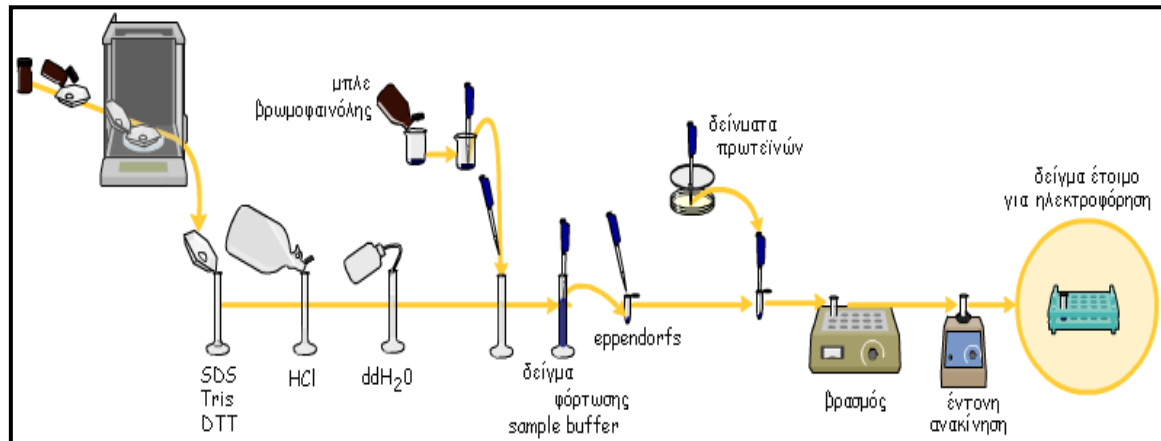 μπλε
βρωμοφαινόλης
δείγματα
πρωτεϊνών
δείγμα έτοιμο
για ηλεκτροφόρηση
SDS
Tris
DTT
HCl
ddH₂O
δείγμα
φόρτωσης
sample buffer
eppendorfs
βρασμός
έντονη
ανακίνηση